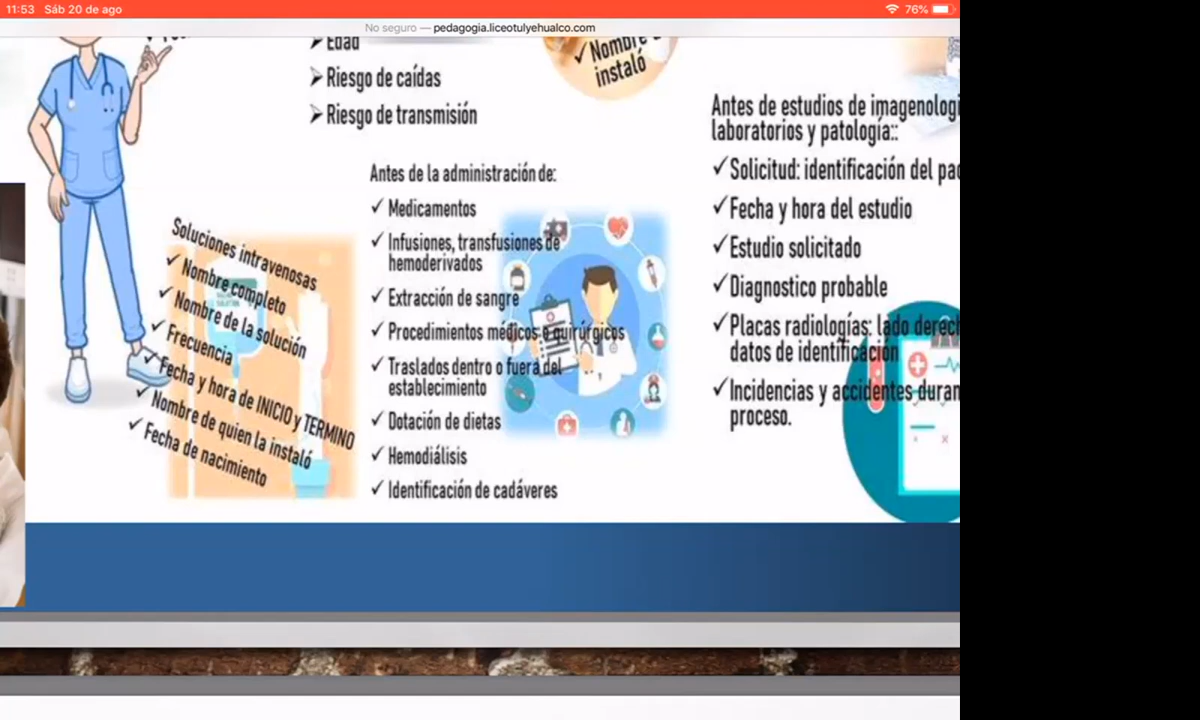 11:53 Sáb 20 de ago
76%
No seguro — pedagogia.liceotulyehualco.com
Edad
Riesgo de caídas
Riesgo de transmisión
✓ Nombre
instaló
Antes de estudios de
laboratorios y patología::
✓ Solicitud: identificación del
✓ Fecha y hora del estudio
✓ Estudio solicitado
✓ Diagnostico probable
✓ Placas radiologías: lado
datos de identificación
✓ Incidencias y accidentes
proceso.
Antes de la administración de:
✓ Medicamentos
✓ Infusiones, transfusiones de
hemoderivados
✓ Extracción de sangre
✓ Procedimientos médicos o quirúrgicos
✓ Traslados dentro o fuera del
establecimiento
✓ Dotación de dietas
✓ Hemodiálisis
✓ Identificación de cadáveres
Soluciones intravenosas
✓ Nombre completo
✓ Nombre de la solución
✓ Frecuencia
✓ Fecha y hora de INICIO y TERMINO
✓ Nombre de quien la instaló
✓ Fecha de nacimiento